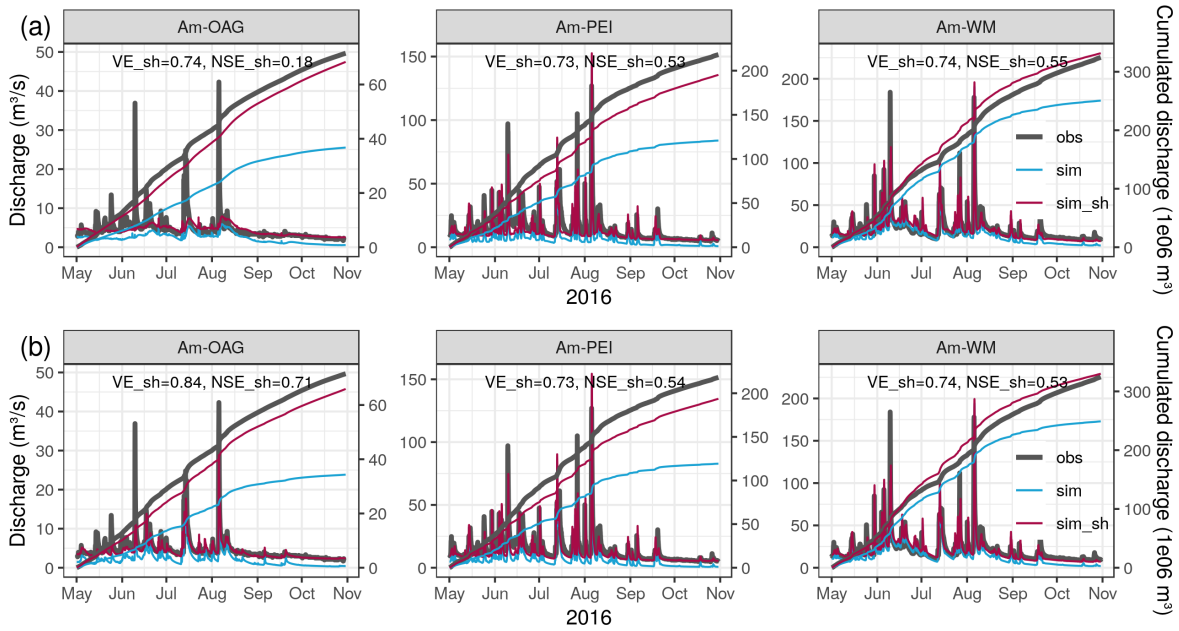 (a)
Am-OAG
Am-PEI
Am-WM
VE_sh=0.74, NSE_sh=0.18
VE_sh=0.73, NSE_sh=0.53
VE_sh=0.74, NSE_sh=0.55
Discharge (m³/s)
50
40
30
20
10
0
60
40
20
0
150
100
50
0
200
150
100
50
0
200
150
100
50
0
300
200
100
0
Cumulated discharge (1e06 m³)
obs
sim
sim_sh
May Jun Jul Aug Sep Oct Nov
May Jun Jul Aug Sep Oct Nov
May Jun Jul Aug Sep Oct Nov
2016
(b)
Am-OAG
Am-PEI
Am-WM
VE_sh=0.84, NSE_sh=0.71
VE_sh=0.73, NSE_sh=0.54
VE_sh=0.74, NSE_sh=0.53
Discharge (m³/s)
50
40
30
20
10
0
60
40
20
0
150
100
50
0
200
150
100
50
0
200
150
100
50
0
300
200
100
0
Cumulated discharge (1e06 m³)
obs
sim
sim_sh
May Jun Jul Aug Sep Oct Nov
May Jun Jul Aug Sep Oct Nov
May Jun Jul Aug Sep Oct Nov
2016